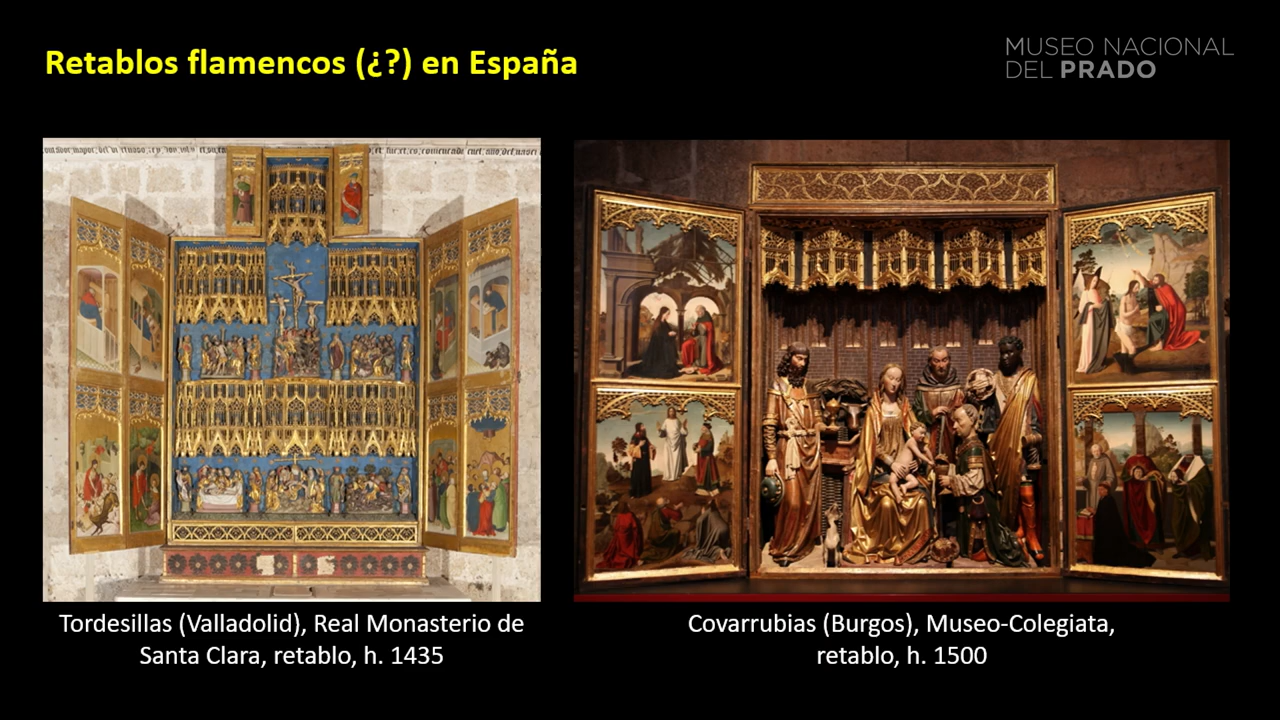 Retablos flamencos (¿?) en España
MUSEO NACIONAL
DEL PRADO
Tordesillas (Valladolid), Real Monasterio de
Santa Clara, retablo, h. 1435
Covarrubias (Burgos), Museo-Colegiata,
retablo, h. 1500